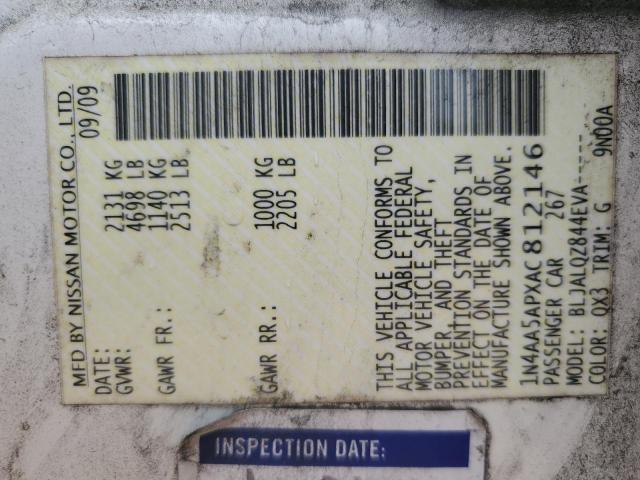 MFD BY NISSAN MOTOR CO., LTD.
DATE: 09/09
GVWR: 2131 KG
4698 LB
GAWR FR.: 1140 KG
2513 LB.
GAWR RR.: 1000 KG
2205 LB
THIS VEHICLE CONFORMS TO
ALL APPLICABLE FEDERAL
MOTOR VEHICLE SAFETY,
BUMPER, AND THEFT
PREVENTION STANDARDS IN
EFFECT ON THE DATE OF
MANUFACTURE SHOWN ABOVE.
1N4AA5APXAC812146
PASSENGER CAR 267
MODEL: BLJALQZ844EVA------
COLOR: QX3 TRIM: G 9N00A
INSPECTION DATE: